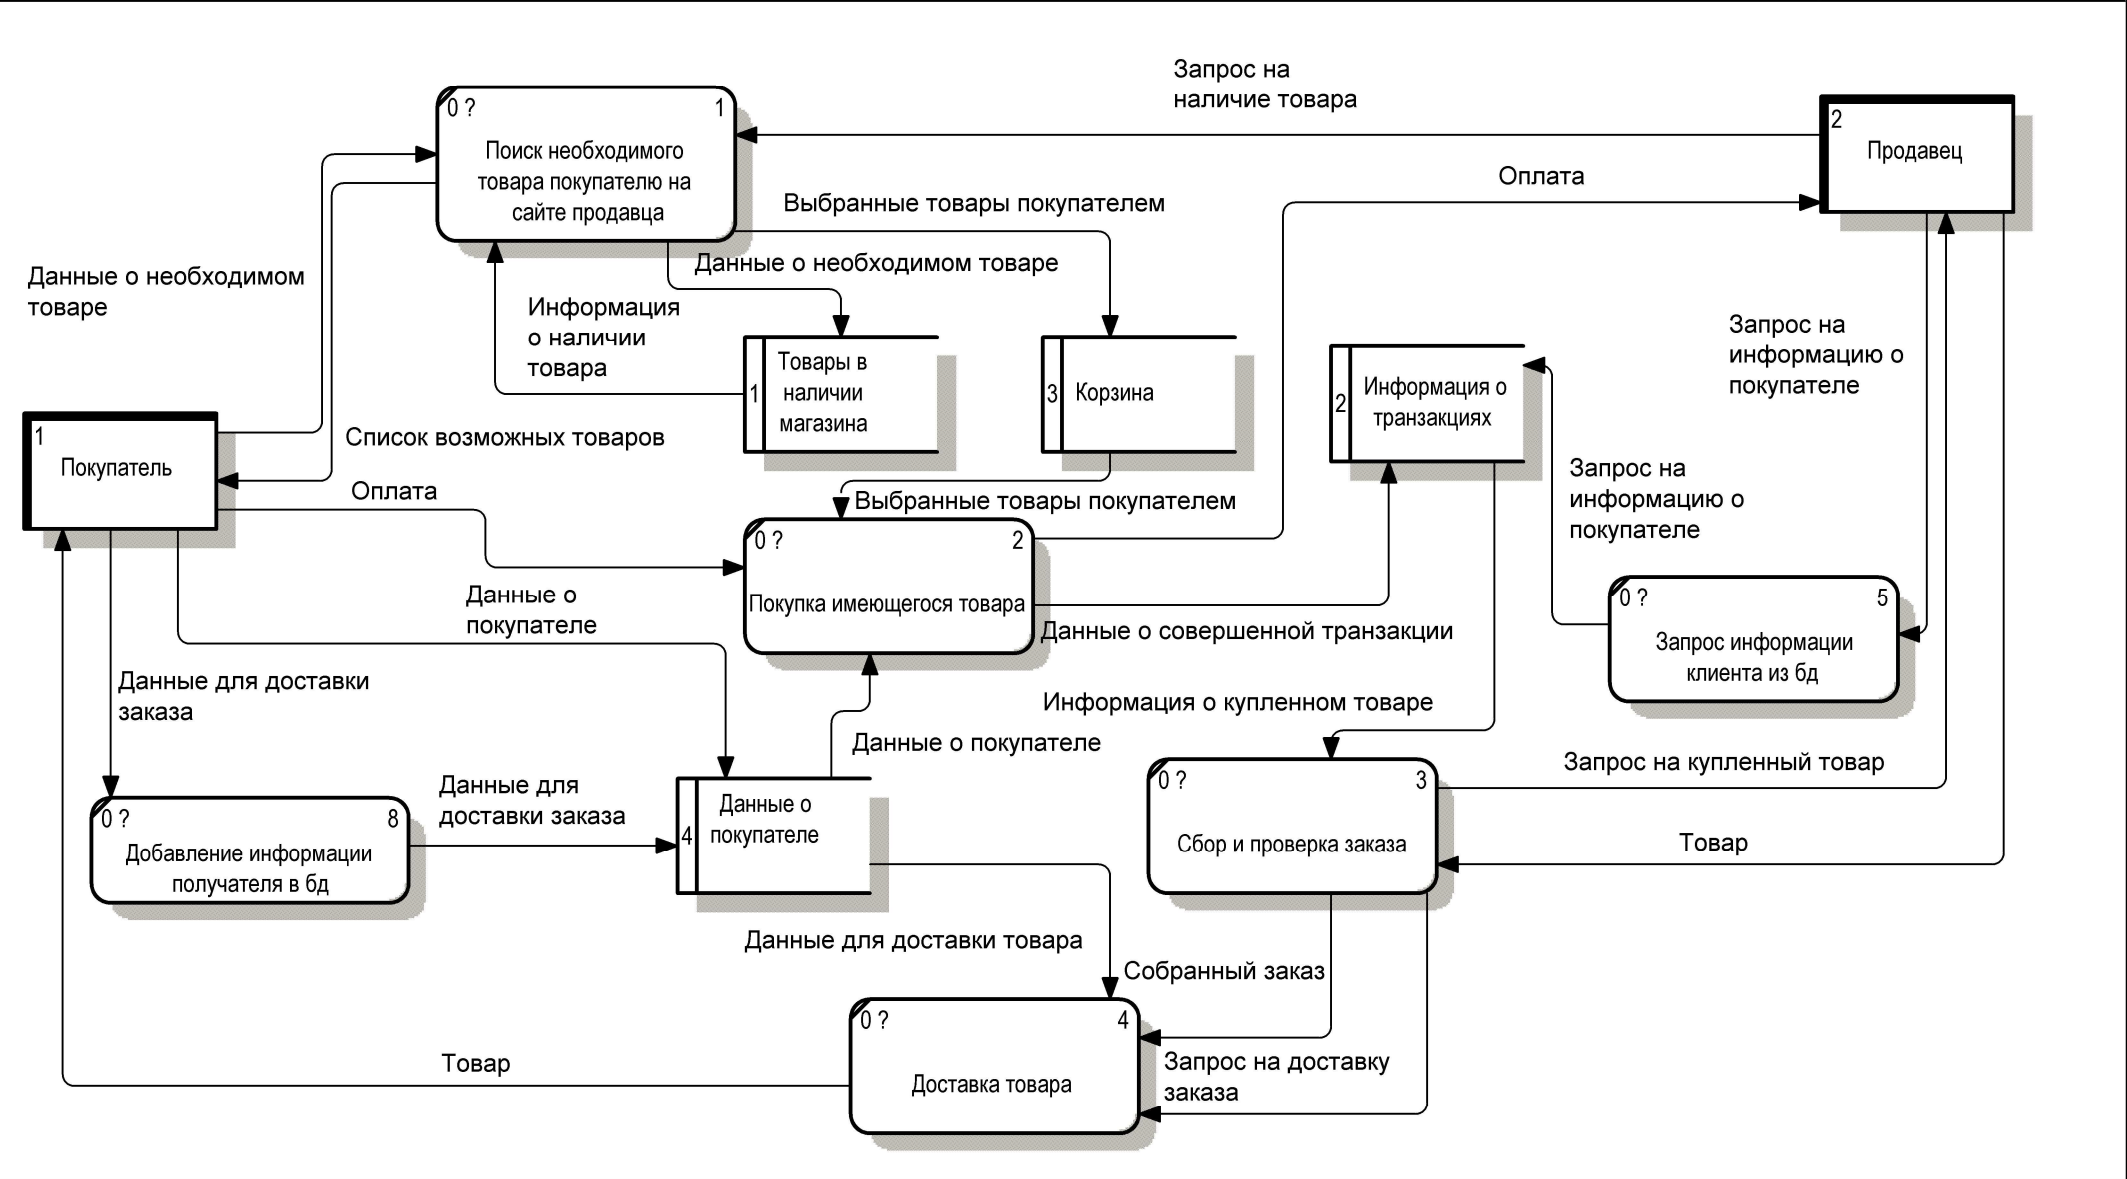 Запрос на
наличие товара
0 ?
1
Поиск необходимого
товара покупателю на
сайте продавца
2
Продавец
Оплата
Выбранные товары покупателем
Данные о необходимом товаре
Данные о необходимом
товаре
Информация
о наличии
товара
1
Товары в
наличии
магазина
3
Корзина
2
Информация о
транзакциях
Запрос на
информацию о
покупателе
1
Покупатель
Список возможных товаров
Оплата
Выбранные товары покупателем
Запрос на
информацию о
покупателе
0 ?
2
Покупка имеющегося товара
Данные о
покупателе
Данные о совершенной транзакции
0 ?
5
Запрос информации
клиента из бд
Данные для доставки
заказа
Информация о купленном товаре
Данные о покупателе
Запрос на купленный товар
0 ?
8
Добавление информации
получателя в бд
Данные для
доставки заказа
4
Данные о
покупателе
0 ?
3
Сбор и проверка заказа
Товар
Данные для доставки товара
Собранный заказ
0 ?
4
Доставка товара
Товар
Запрос на доставку
заказа